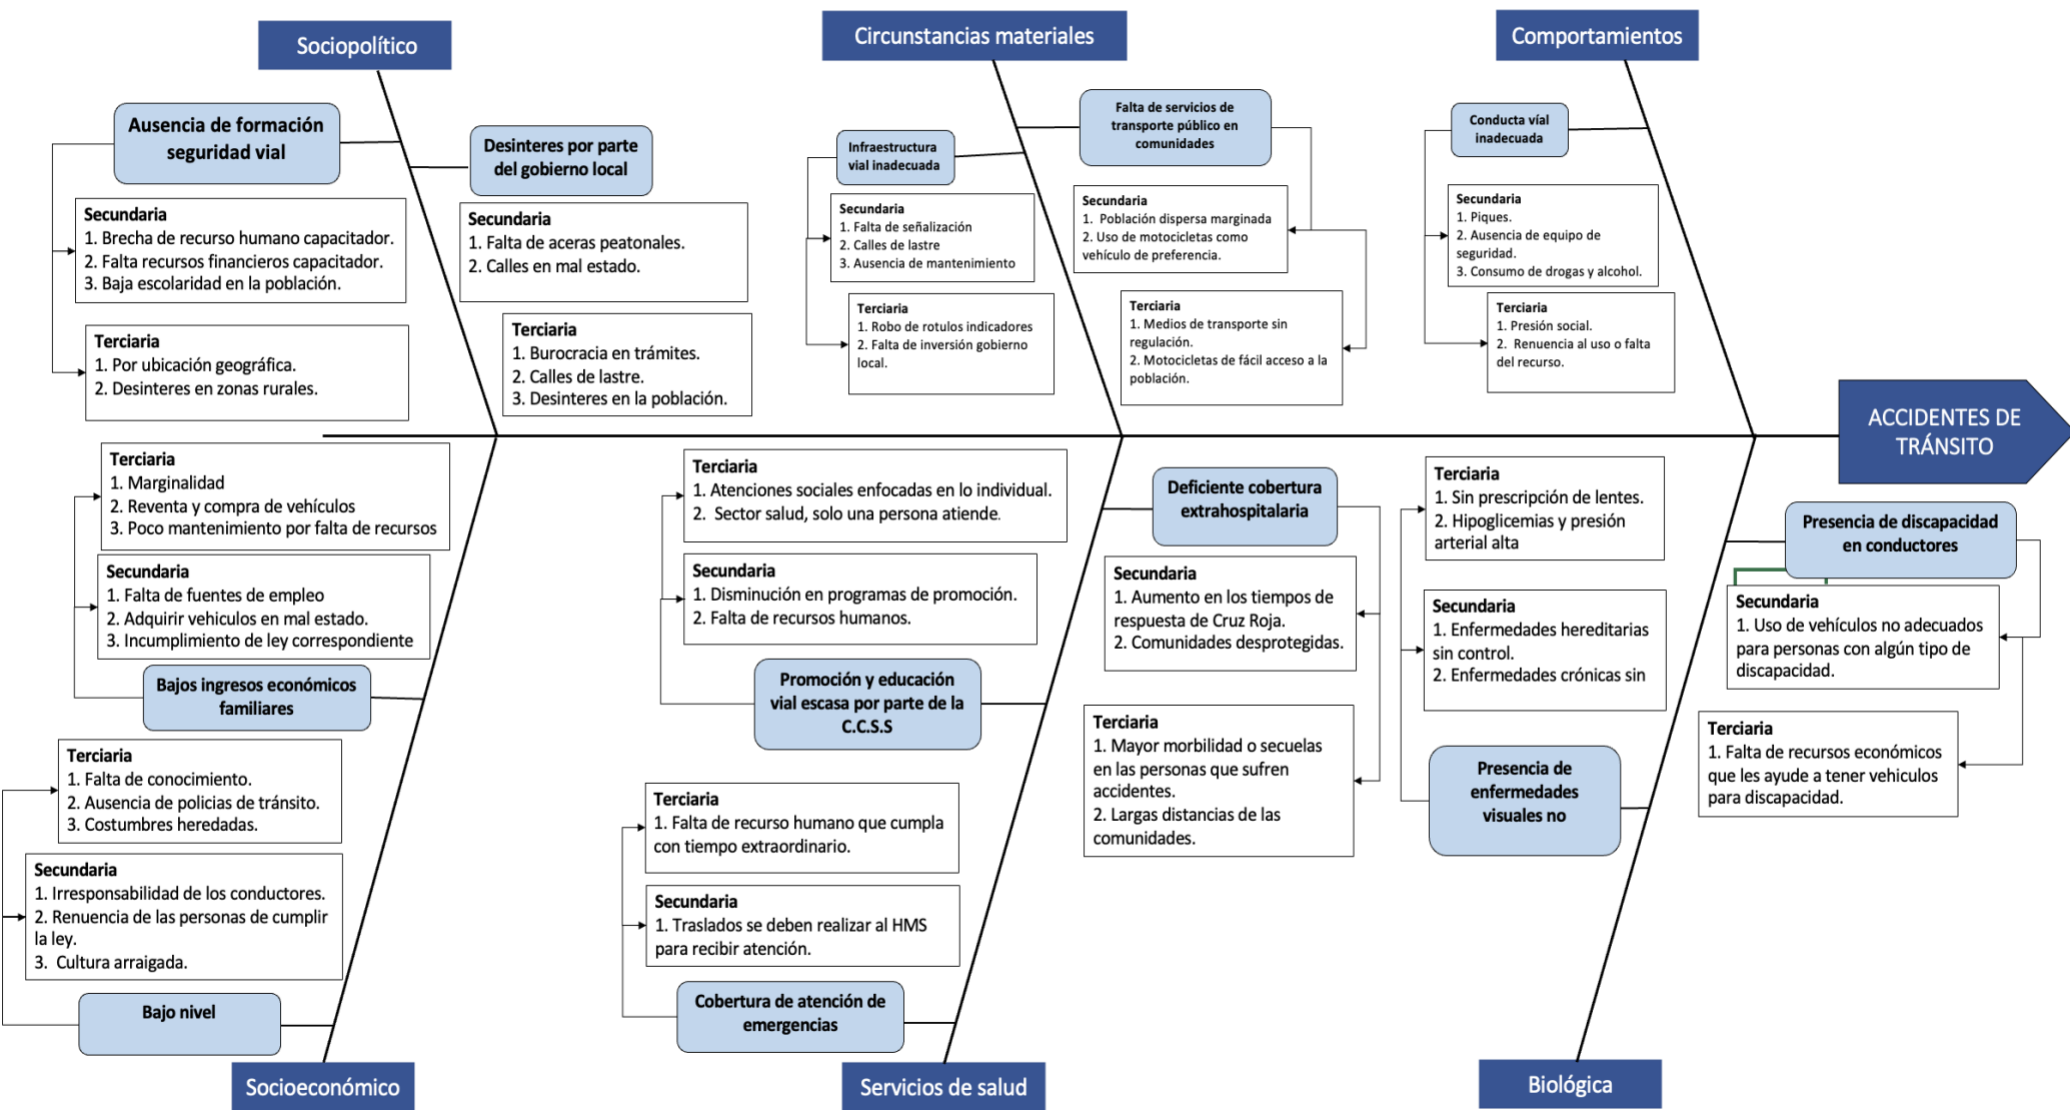 Sociopolítico
Ausencia de formación
seguridad vial
Secundaria
1. Brecha de recurso humano capacitador.
2. Falta recursos financieros capacitador.
3. Baja escolaridad en la población.
Terciaria
1. Por ubicación geográfica.
2. Desinteres en zonas rurales.
Desinteres por parte
del gobierno local
Secundaria
1. Falta de aceras peatonales.
2. Calles en mal estado.
Terciaria
1. Burocracia en trámites.
2. Calles de lastre.
3. Desinteres en la población.
Circunstancias materiales
Infraestructura
vial inadecuada
Secundaria
1. Falta de señalización
2. Calles de lastre
3. Ausencia de mantenimiento
Terciaria
1. Robo de rotulos indicadores
2. Falta de inversión gobierno
local.
Falta de servicios de
transporte público en
comunidades
Secundaria
1. Población dispersa marginada
2. Uso de motocicletas como
vehículo de preferencia.
Terciaria
1. Medios de transporte sin
regulación.
2. Motocicletas de fácil acceso a la
población.
Comportamientos
Conducta víal
inadecuada
Secundaria
1. Piques.
2. Ausencia de equipo de
seguridad.
3. Consumo de drogas y alcohol.
Terciaria
1. Presión social.
2. Renuencia al uso o falta
del recurso.
ACCIDENTES DE
TRÁNSITO
Terciaria
1. Marginalidad
2. Reventa y compra de vehículos
3. Poco mantenimiento por falta de recursos
Secundaria
1. Falta de fuentes de empleo
2. Adquirir vehiculos en mal estado.
3. Incumplimiento de ley correspondiente
Bajos ingresos económicos
familiares
Terciaria
1. Falta de conocimiento.
2. Ausencia de policias de tránsito.
3. Costumbres heredadas.
Secundaria
1. Irresponsabilidad de los conductores.
2. Renuencia de las personas de cumplir
la ley.
3. Cultura arraigada.
Bajo nivel
Socioeconómico
Terciaria
1. Atenciones sociales enfocadas en lo individual.
2. Sector salud, solo una persona atiende.
Secundaria
1. Disminución en programas de promoción.
2. Falta de recursos humanos.
Promoción y educación
vial escasa por parte de la
C.C.S.S
Terciaria
1. Falta de recurso humano que cumpla
con tiempo extraordinario.
Secundaria
1. Traslados se deben realizar al HMS
para recibir atención.
Cobertura de atención de
emergencias
Deficiente cobertura
extrahospitalaria
Secundaria
1. Aumento en los tiempos de
respuesta de Cruz Roja.
2. Comunidades desprotegidas.
Terciaria
1. Mayor morbilidad o secuelas
en las personas que sufren
accidentes.
2. Largas distancias de las
comunidades.
Servicios de salud
Terciaria
1. Sin prescripción de lentes.
2. Hipoglicemias y presión
arterial alta
Secundaria
1. Enfermedades hereditarias
sin control.
2. Enfermedades crónicas sin
Presencia de
enfermedades
visuales no
Presencia de discapacidad
en conductores
Secundaria
1. Uso de vehículos no adecuados
para personas con algún tipo de
discapacidad.
Terciaria
1. Falta de recursos económicos
que les ayude a tener vehiculos
para discapacidad.
Biológica